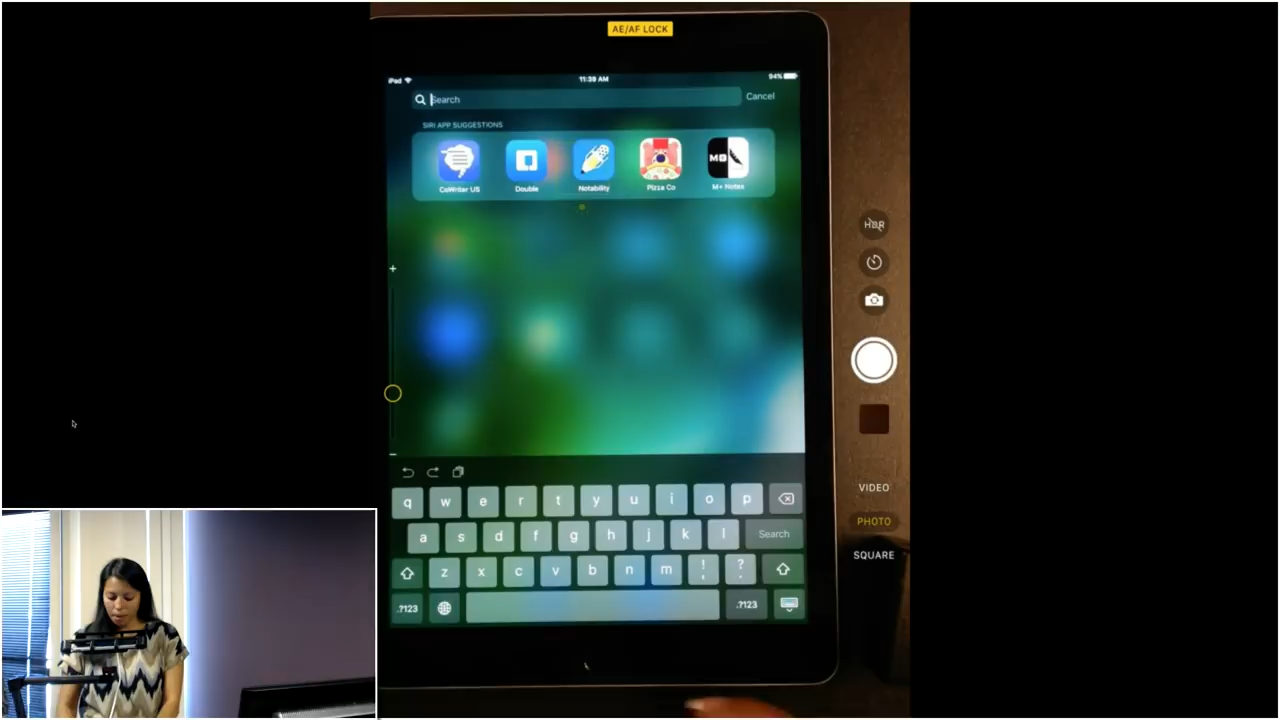 AE/AF LOCK
iPad 11:39 AM 94%
Search Cancel
SIRI APP SUGGESTIONS
MD
CoWriter US Double Notability Pizza Co M+ Notes
HDR
+
−
VIDEO
PHOTO
SQUARE
q w e r t y u i o p
a s d f g h j k l Search
z x c v b n m ! , ? .
.?123 .?123